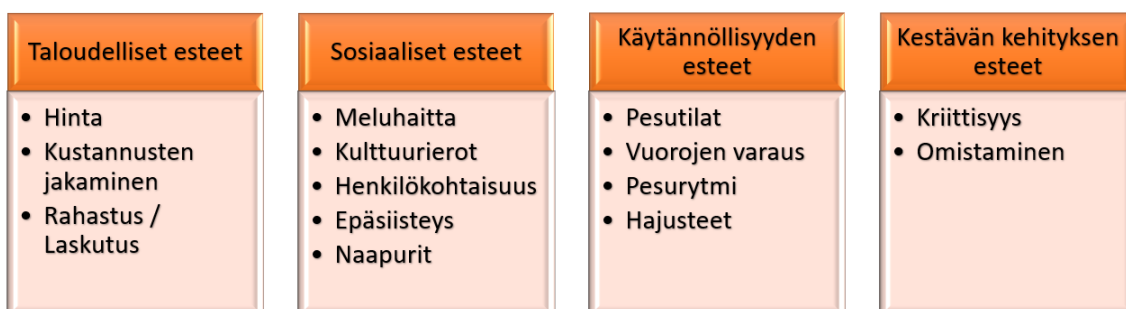 Taloudelliset esteet
• Hinta
• Kustannusten
jakaminen
• Rahastus /
Laskutus
Sosiaaliset esteet
• Meluhaitta
• Kulttuurierot
• Henkilökohtaisuus
• Epäsiisteys
• Naapurit
Käytännöllisyyden
esteet
• Pesutilat
• Vuorojen varaus
• Pesurytmi
• Hajusteet
Kestävän kehityksen
esteet
• Kriittisyys
• Omistaminen